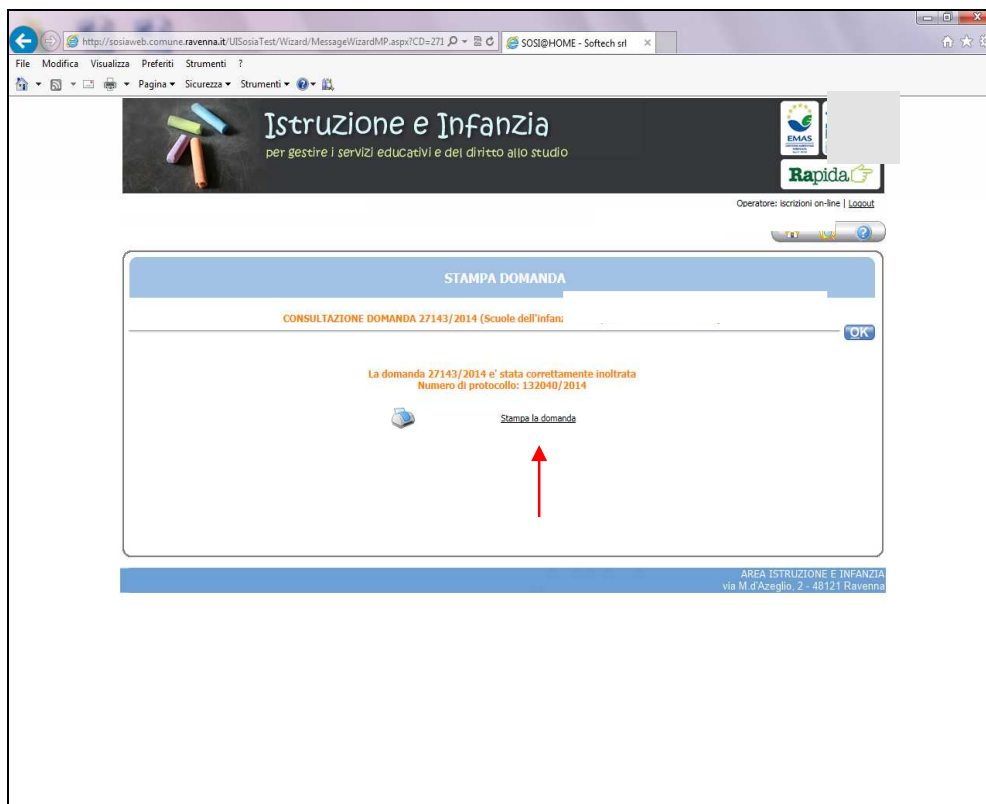 http://sosiaweb.comune.ravenna.it/UISosiaTest/Wizard/MessageWizardMP.aspx?CD=271
SOSI@HOME - Softech srl
File Modifica Visualizza Preferiti Strumenti ?
Pagina Sicurezza Strumenti
Istruzione e Infanzia
per gestire i servizi educativi e del diritto allo studio
EMAS
Rapida
Operatore: iscrizioni on-line | Logout
STAMPA DOMANDA
CONSULTAZIONE DOMANDA 27143/2014 (Scuole dell'infan
OK
La domanda 27143/2014 e' stata correttamente inoltrata
Numero di protocollo: 132040/2014
Stampa la domanda
AREA ISTRUZIONE E INFANZIA
via M d'Azeglio, 2 - 48121 Ravenna